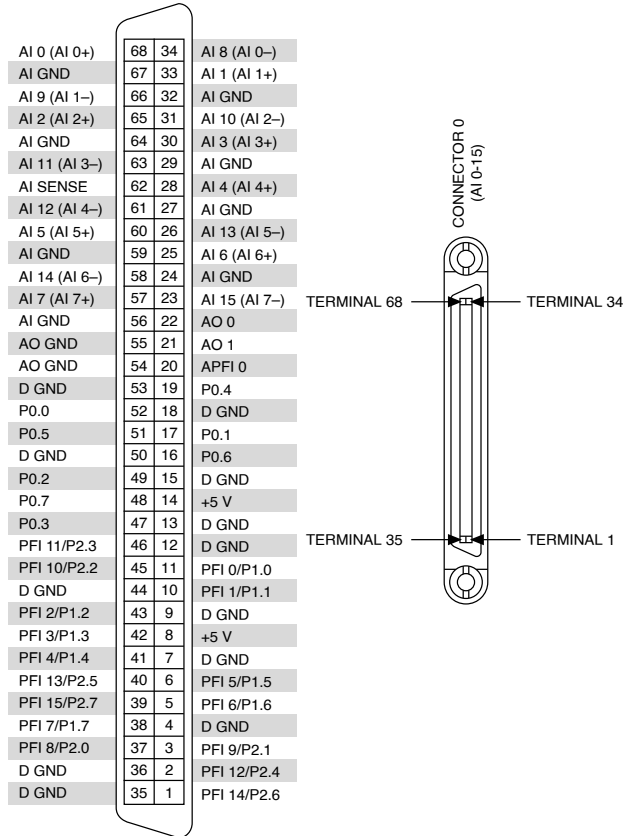 AI 0 (AI 0+) 68 34 AI 8 (AI 0–)
AI GND 67 33 AI 1 (AI 1+)
AI 9 (AI 1–) 66 32 AI GND
AI 2 (AI 2+) 65 31 AI 10 (AI 2–)
AI GND 64 30 AI 3 (AI 3+)
AI 11 (AI 3–) 63 29 AI GND
AI SENSE 62 28 AI 4 (AI 4+)
AI 12 (AI 4–) 61 27 AI GND
AI 5 (AI 5+) 60 26 AI 13 (AI 5–)
AI GND 59 25 AI 6 (AI 6+)
AI 14 (AI 6–) 58 24 AI GND
AI 7 (AI 7+) 57 23 AI 15 (AI 7–)
AI GND 56 22 AO 0
AO GND 55 21 AO 1
AO GND 54 20 APFI 0
D GND 53 19 P0.4
P0.0 52 18 D GND
P0.5 51 17 P0.1
D GND 50 16 P0.6
P0.2 49 15 D GND
P0.7 48 14 +5 V
P0.3 47 13 D GND
PFI 11/P2.3 46 12 D GND
PFI 10/P2.2 45 11 PFI 0/P1.0
D GND 44 10 PFI 1/P1.1
PFI 2/P1.2 43 9 D GND
PFI 3/P1.3 42 8 +5 V
PFI 4/P1.4 41 7 D GND
PFI 13/P2.5 40 6 PFI 5/P1.5
PFI 15/P2.7 39 5 PFI 6/P1.6
PFI 7/P1.7 38 4 D GND
PFI 8/P2.0 37 3 PFI 9/P2.1
D GND 36 2 PFI 12/P2.4
D GND 35 1 PFI 14/P2.6
CONNECTOR 0
(AI 0-15)
TERMINAL 68 TERMINAL 34
TERMINAL 35 TERMINAL 1